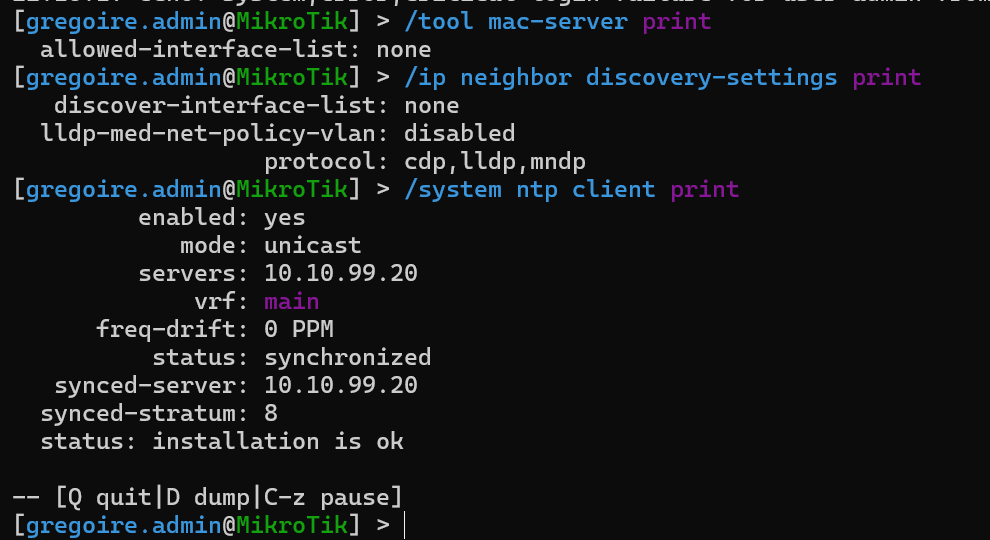 [gregoire.admin@MikroTik] > /tool mac-server print
allowed-interface-list: none
[gregoire.admin@MikroTik] > /ip neighbor discovery-settings print
discover-interface-list: none
lldp-med-net-policy-vlan: disabled
protocol: cdp,lldp,mndp
[gregoire.admin@MikroTik] > /system ntp client print
enabled: yes
mode: unicast
servers: 10.10.99.20
vrf: main
freq-drift: 0 PPM
status: synchronized
synced-server: 10.10.99.20
synced-stratum: 8
status: installation is ok
-- [Q quit|D dump|C-z pause]
[gregoire.admin@MikroTik] >